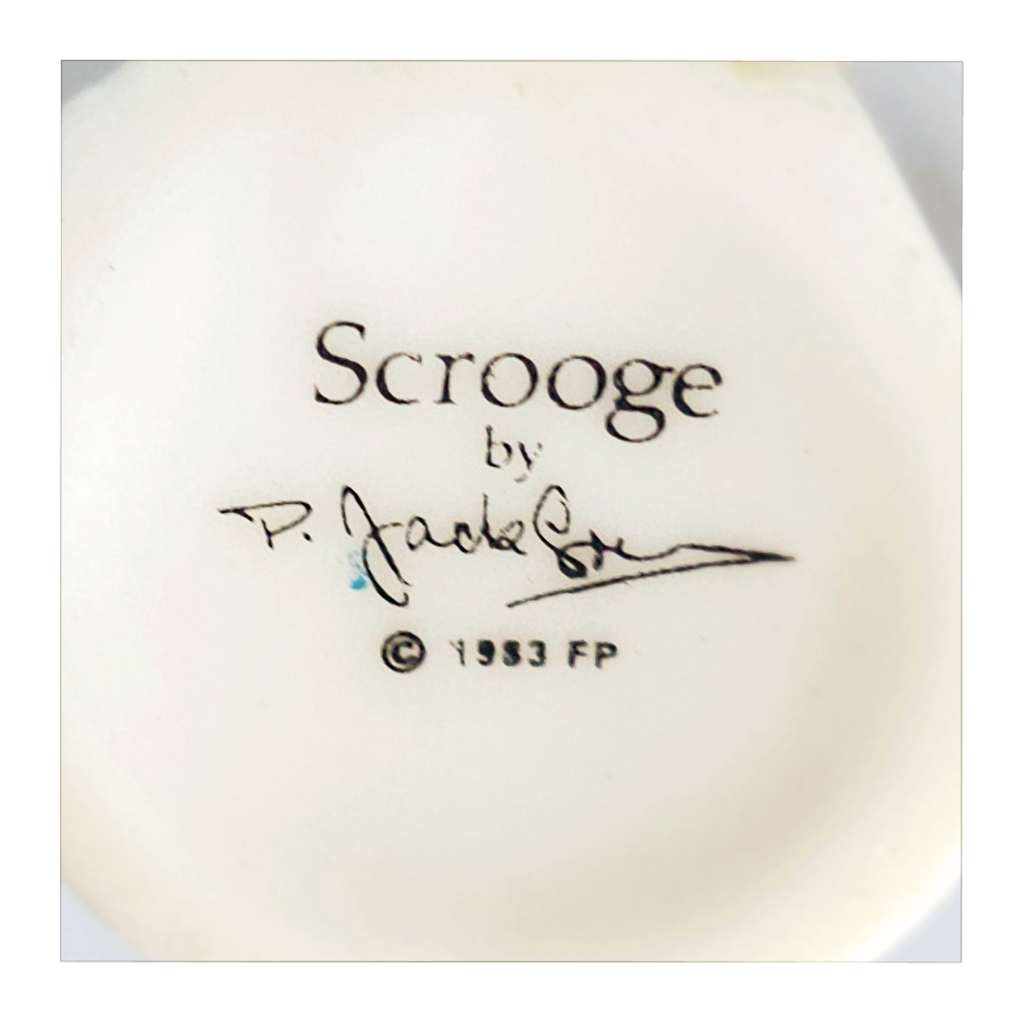 Scrooge
by
P. Jackson
© 1983 FP